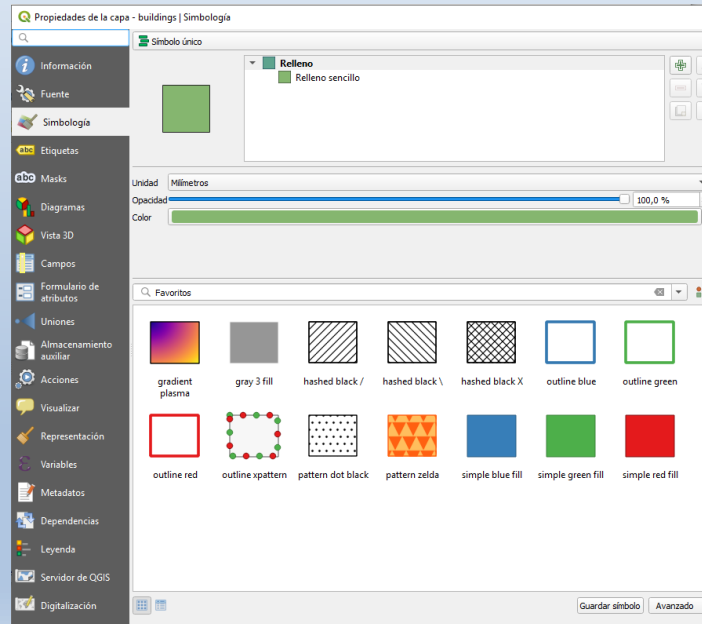 Propiedades de la capa - buildings | Simbología
Símbolo único
Información
Fuente
Simbología
abc Etiquetas
abc Masks
Diagramas
Vista 3D
Campos
Formulario de
atributos
Uniones
Almacenamiento
auxiliar
Acciones
Visualizar
Representación
Variables
Metadatos
Dependencias
Leyenda
Servidor de QGIS
Digitalización
Relleno
Relleno sencillo
Unidad Milímetros
Opacidad 100,0 %
Color
Favoritos
gradient
plasma
gray 3 fill
hashed black /
hashed black \
hashed black X
outline blue
outline green
outline red
outline xpattern
pattern dot black
pattern zelda
simple blue fill
simple green fill
simple red fill
Guardar símbolo
Avanzado